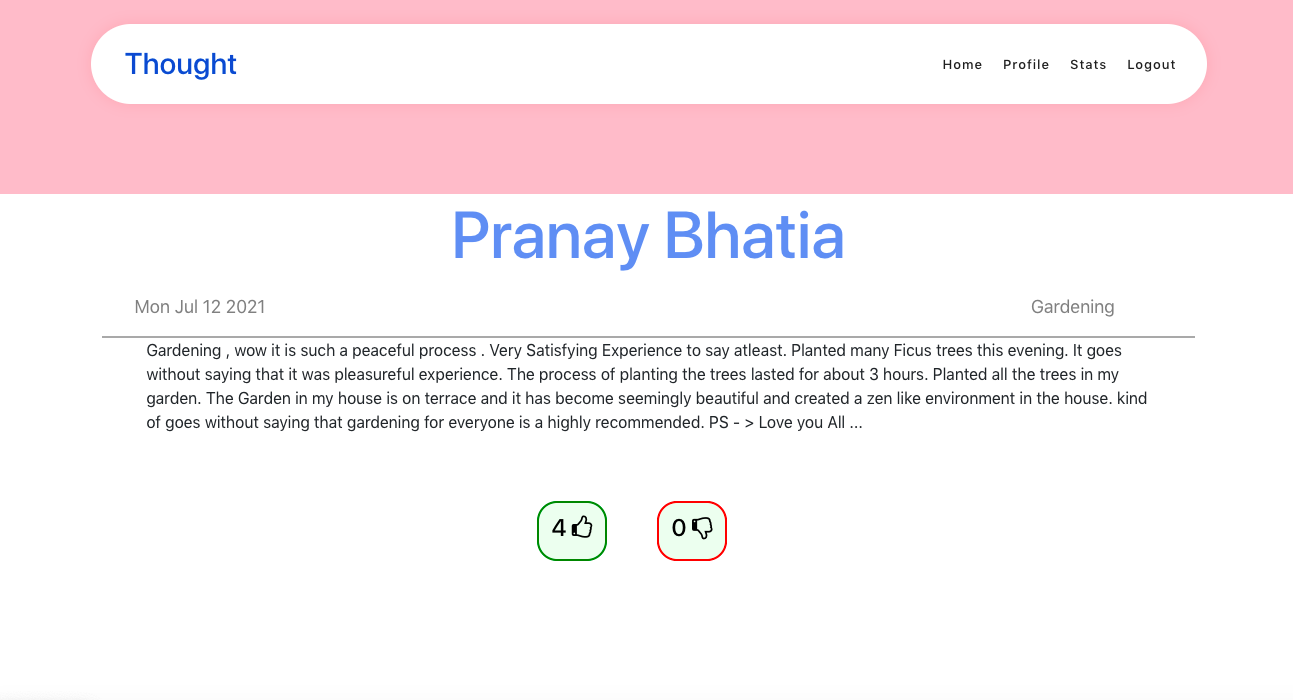 Thought
Home Profile Stats Logout
Pranay Bhatia
Mon Jul 12 2021 Gardening
Gardening , wow it is such a peaceful process . Very Satisfying Experience to say atleast. Planted many Ficus trees this evening. It goes
without saying that it was pleasureful experience. The process of planting the trees lasted for about 3 hours. Planted all the trees in my
garden. The Garden in my house is on terrace and it has become seemingly beautiful and created a zen like environment in the house. kind
of goes without saying that gardening for everyone is a highly recommended. PS - > Love you All ...
4 0